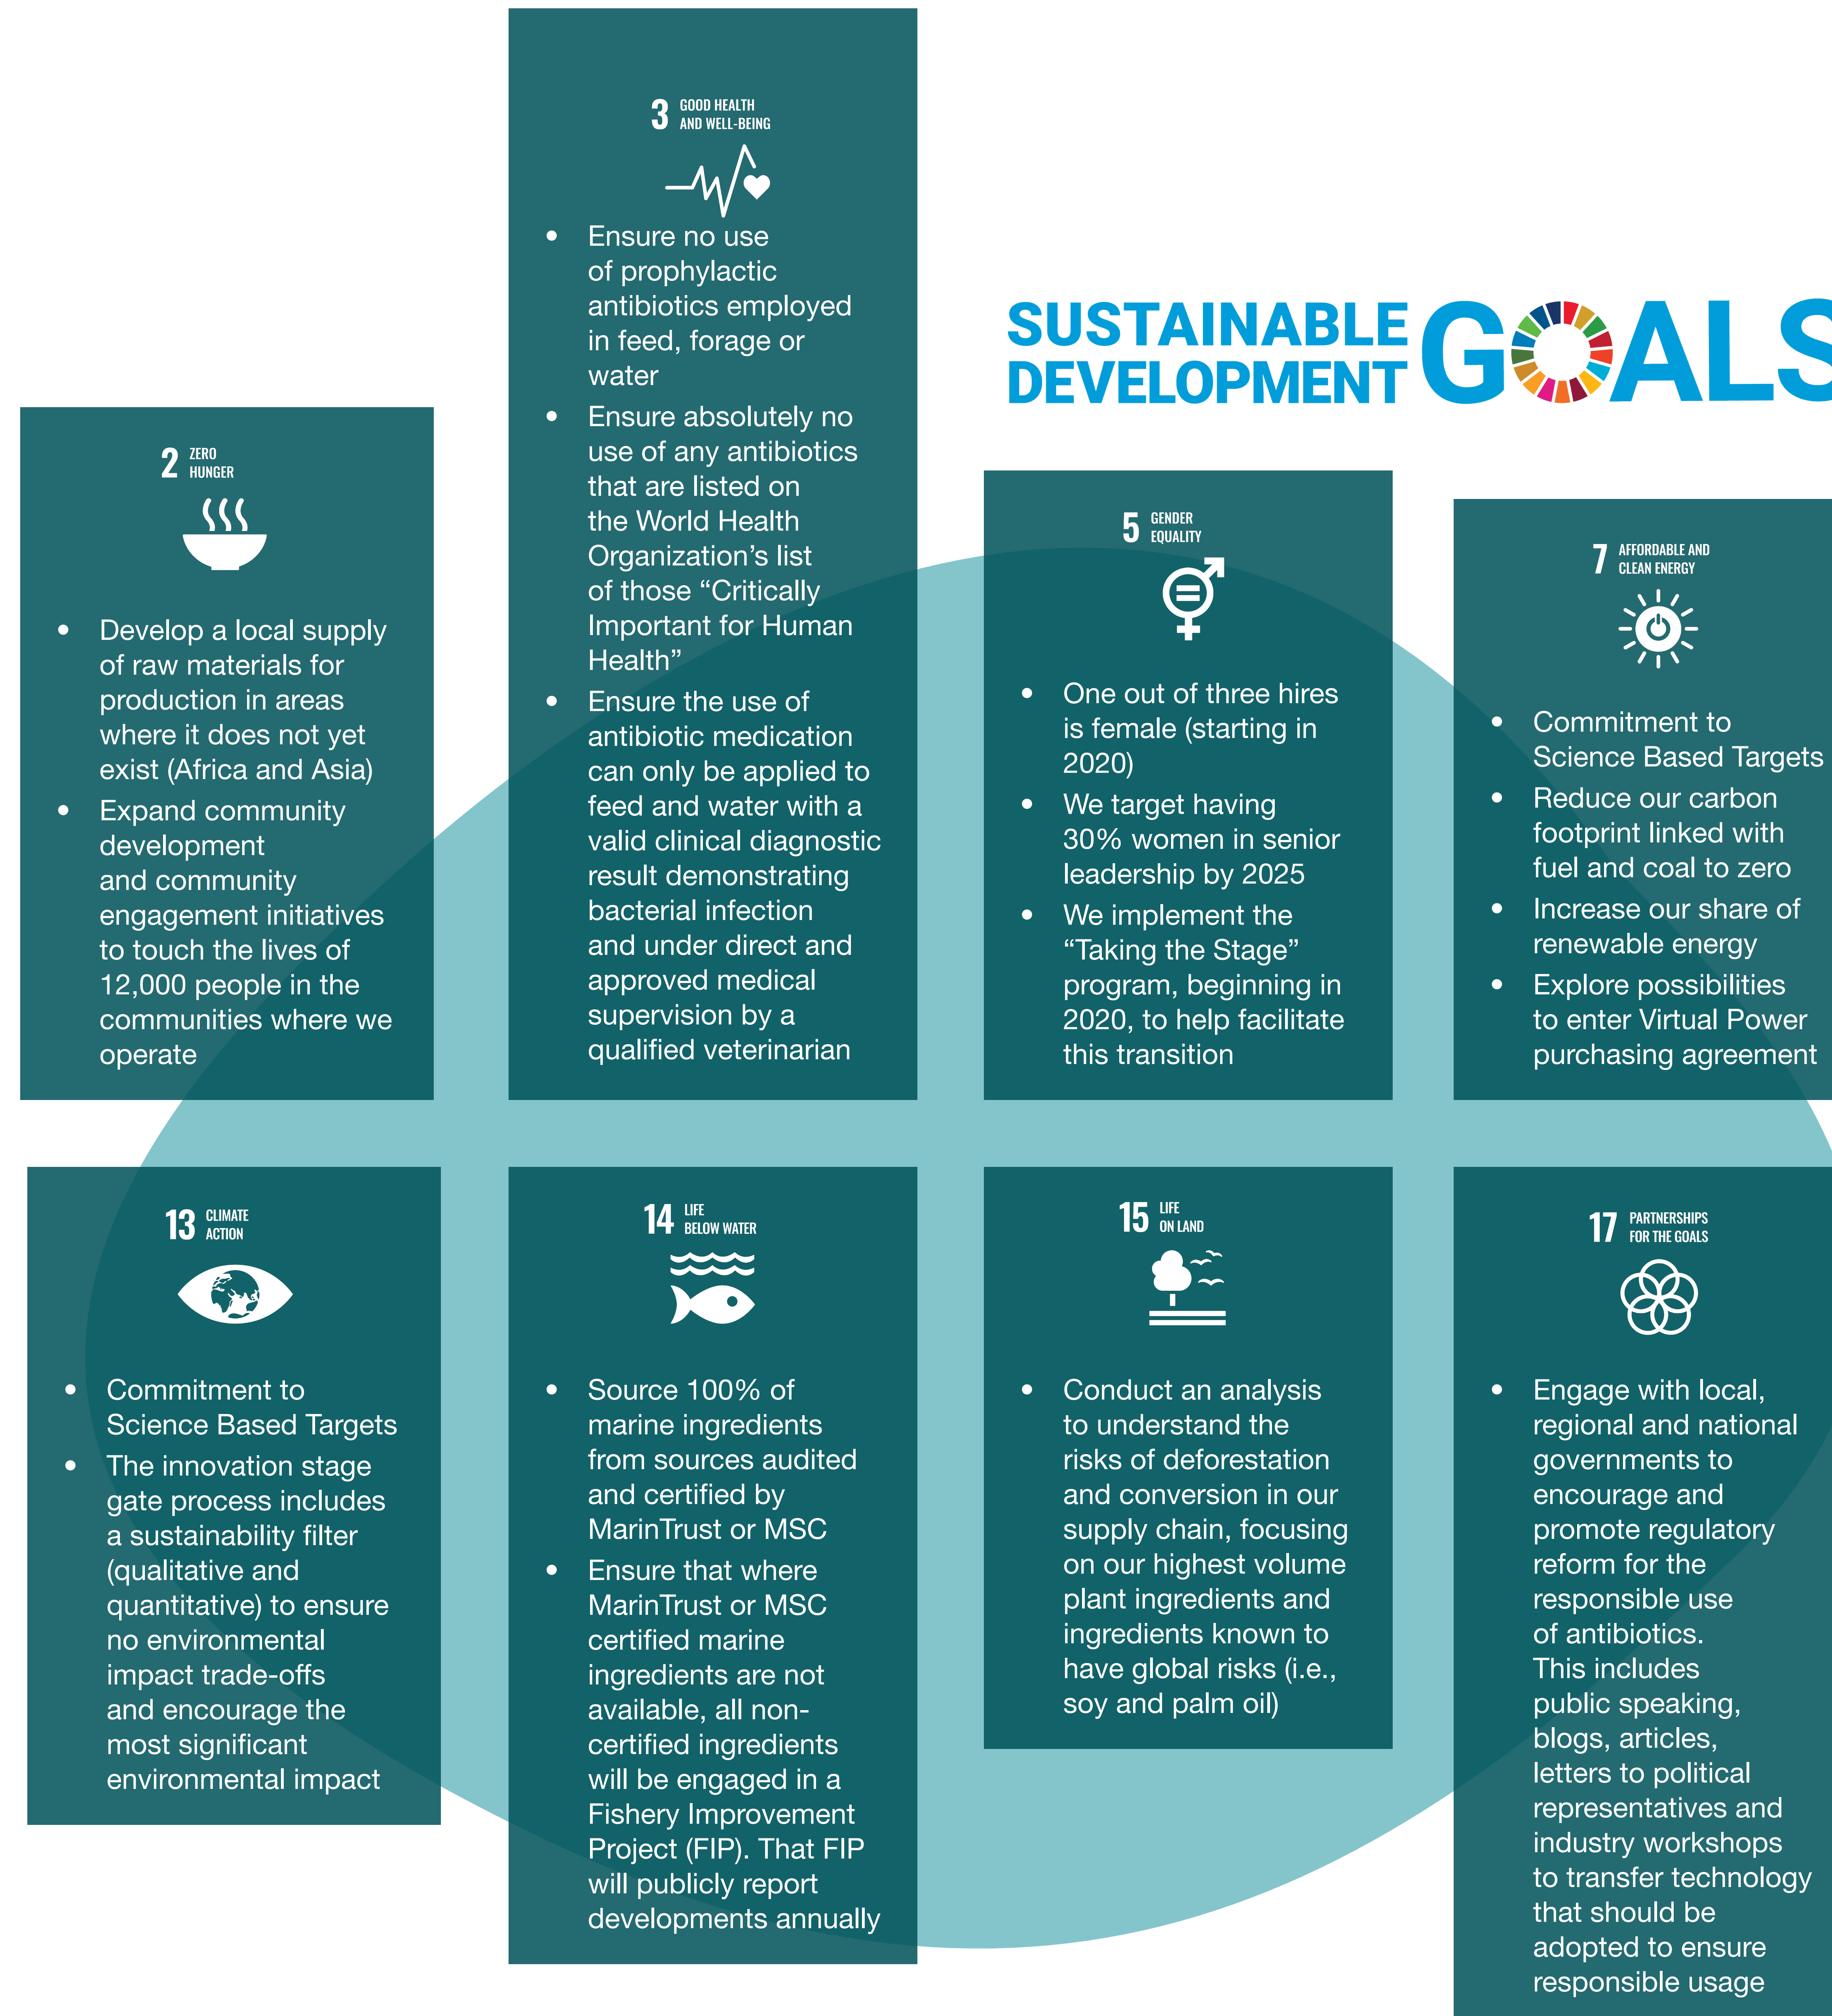 3 GOOD HEALTH
AND WELL-BEING
• Ensure no use
of prophylactic
antibiotics employed
in feed, forage or
water
• Ensure absolutely no
use of any antibiotics
that are listed on
the World Health
Organization’s list
of those “Critically
Important for Human
Health”
• Ensure the use of
antibiotic medication
can only be applied to
feed and water with a
valid clinical diagnostic
result demonstrating
bacterial infection
and under direct and
approved medical
supervision by a
qualified veterinarian
SUSTAINABLE
DEVELOPMENT
GOALS
2 ZERO
HUNGER
• Develop a local supply
of raw materials for
production in areas
where it does not yet
exist (Africa and Asia)
• Expand community
development
and community
engagement initiatives
to touch the lives of
12,000 people in the
communities where we
operate
5 GENDER
EQUALITY
• One out of three hires
is female (starting in
2020)
• We target having
30% women in senior
leadership by 2025
• We implement the
“Taking the Stage”
program, beginning in
2020, to help facilitate
this transition
7 AFFORDABLE AND
CLEAN ENERGY
• Commitment to
Science Based Targets
• Reduce our carbon
footprint linked with
fuel and coal to zero
• Increase our share of
renewable energy
• Explore possibilities
to enter Virtual Power
purchasing agreement
13 CLIMATE
ACTION
• Commitment to
Science Based Targets
• The innovation stage
gate process includes
a sustainability filter
(qualitative and
quantitative) to ensure
no environmental
impact trade-offs
and encourage the
most significant
environmental impact
14 LIFE
BELOW WATER
• Source 100% of
marine ingredients
from sources audited
and certified by
MarinTrust or MSC
• Ensure that where
MarinTrust or MSC
certified marine
ingredients are not
available, all non-
certified ingredients
will be engaged in a
Fishery Improvement
Project (FIP). That FIP
will publicly report
developments annually
15 LIFE
ON LAND
• Conduct an analysis
to understand the
risks of deforestation
and conversion in our
supply chain, focusing
on our highest volume
plant ingredients and
ingredients known to
have global risks (i.e.,
soy and palm oil)
17 PARTNERSHIPS
FOR THE GOALS
• Engage with local,
regional and national
governments to
encourage and
promote regulatory
reform for the
responsible use
of antibiotics.
This includes
public speaking,
blogs, articles,
letters to political
representatives and
industry workshops
to transfer technology
that should be
adopted to ensure
responsible usage